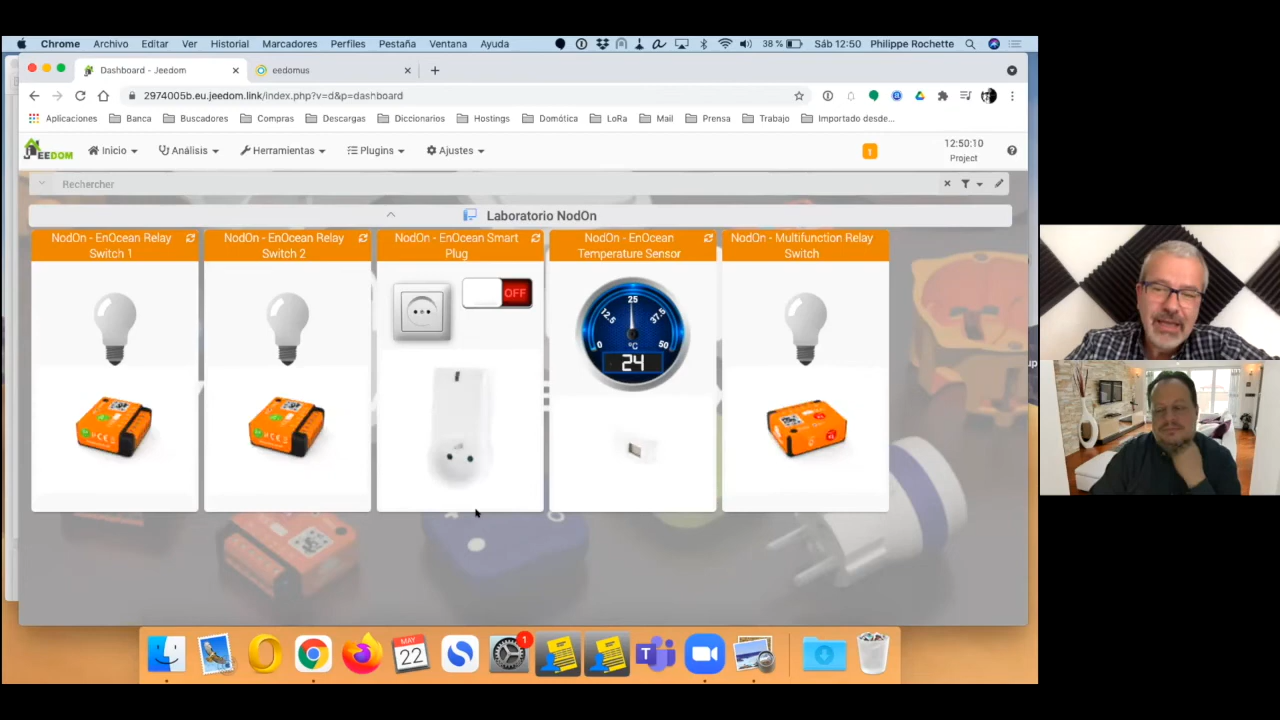 Chrome Archivo Editar Ver Historial Marcadores Perfiles Pestaña Ventana Ayuda 38 % Sáb 12:50 Philippe Rochette
Dashboard - Jeedom eedomus
2974005b.eu.jeedom.link/index.php?v=d&p=dashboard
Aplicaciones Banca Buscadores Compras Descargas Diccionarios Hostings Domótica LoRa Mail Prensa Trabajo Importado desde...
JEEDOM Inicio Análisis Herramientas Plugins Ajustes 12:50:10
Project
Rechercher
Laboratorio NodOn
NodOn - EnOcean Relay
Switch 1
NodOn - EnOcean Relay
Switch 2
NodOn - EnOcean Smart
Plug
OFF
NodOn - EnOcean
Temperature Sensor
0 12.5 25 37.5 50
°C
24
NodOn - Multifunction Relay
Switch
MAY
22
1